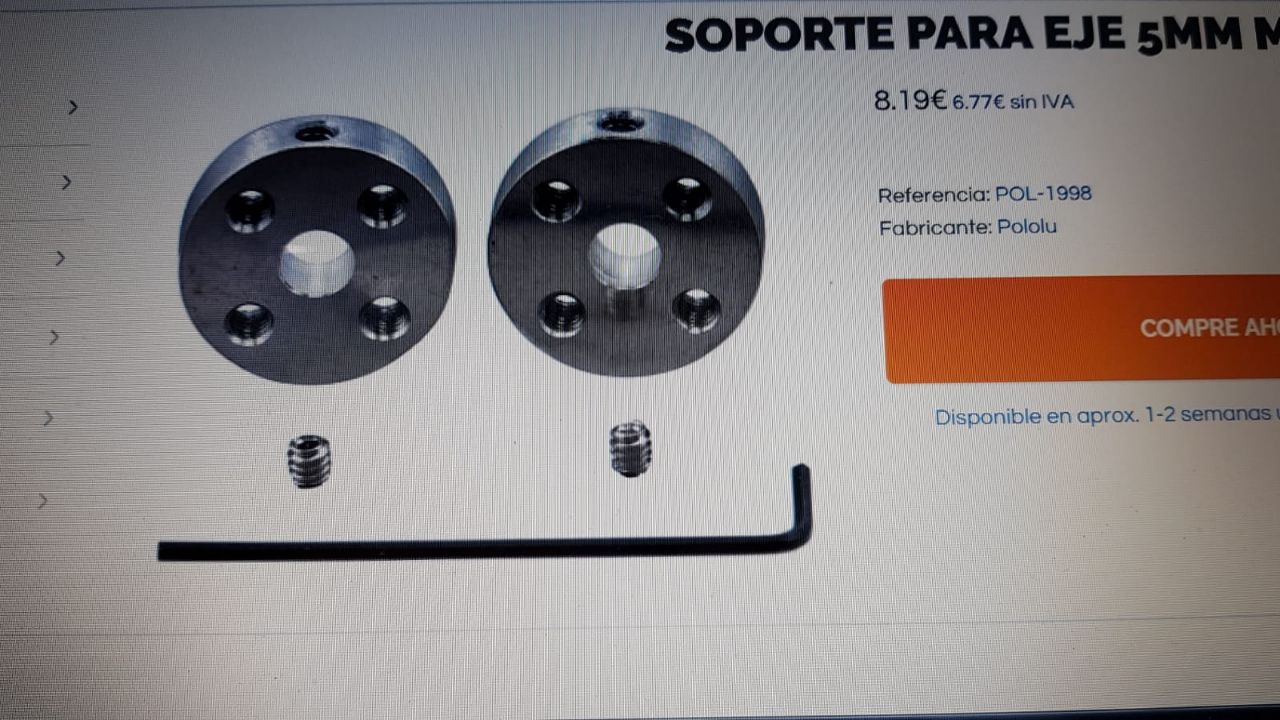 SOPORTE PARA EJE 5MM
8.19€ 6.77€ sin IVA
Referencia: POL-1998
Fabricante: Pololu
COMPRE
Disponible en aprox. 1-2 semanas